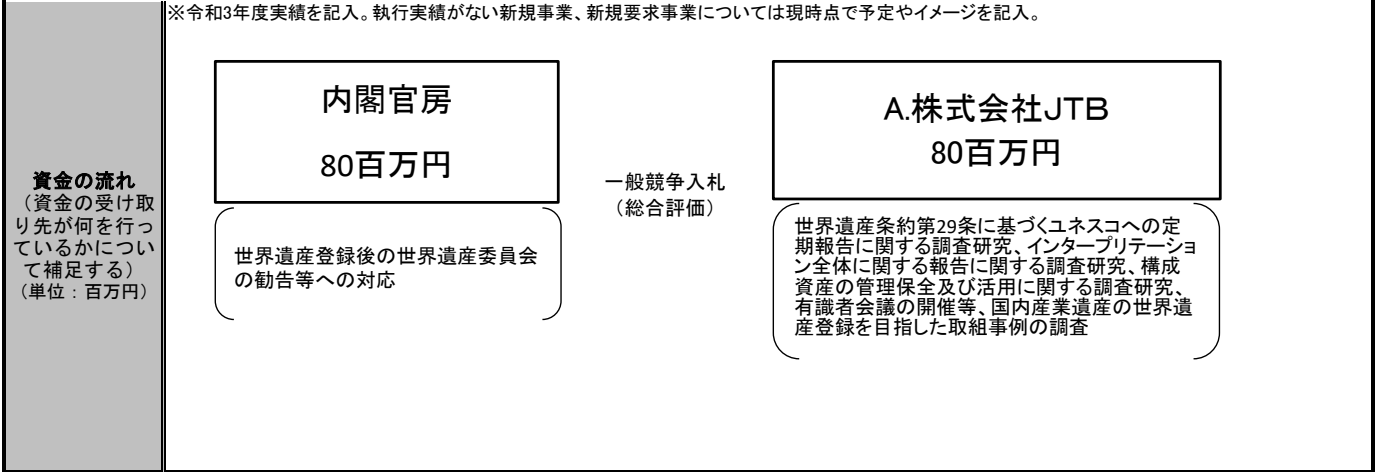 ※令和3年度実績を記入。執行実績がない新規事業、新規要求事業については現時点で予定やイメージを記入。
資金の流れ
（資金の受け取
り先が何を行っ
ているかについ
て補足する）
（単位：百万円）
内閣官房
80百万円
世界遺産登録後の世界遺産委員会
の勧告等への対応
一般競争入札
（総合評価）
A.株式会社JTB
80百万円
世界遺産条約第29条に基づくユネスコへの定
期報告に関する調査研究、インタープリテーショ
ン全体に関する報告に関する調査研究、構成
資産の管理保全及び活用に関する調査研究、
有識者会議の開催等、国内産業遺産の世界遺
産登録を目指した取組事例の調査